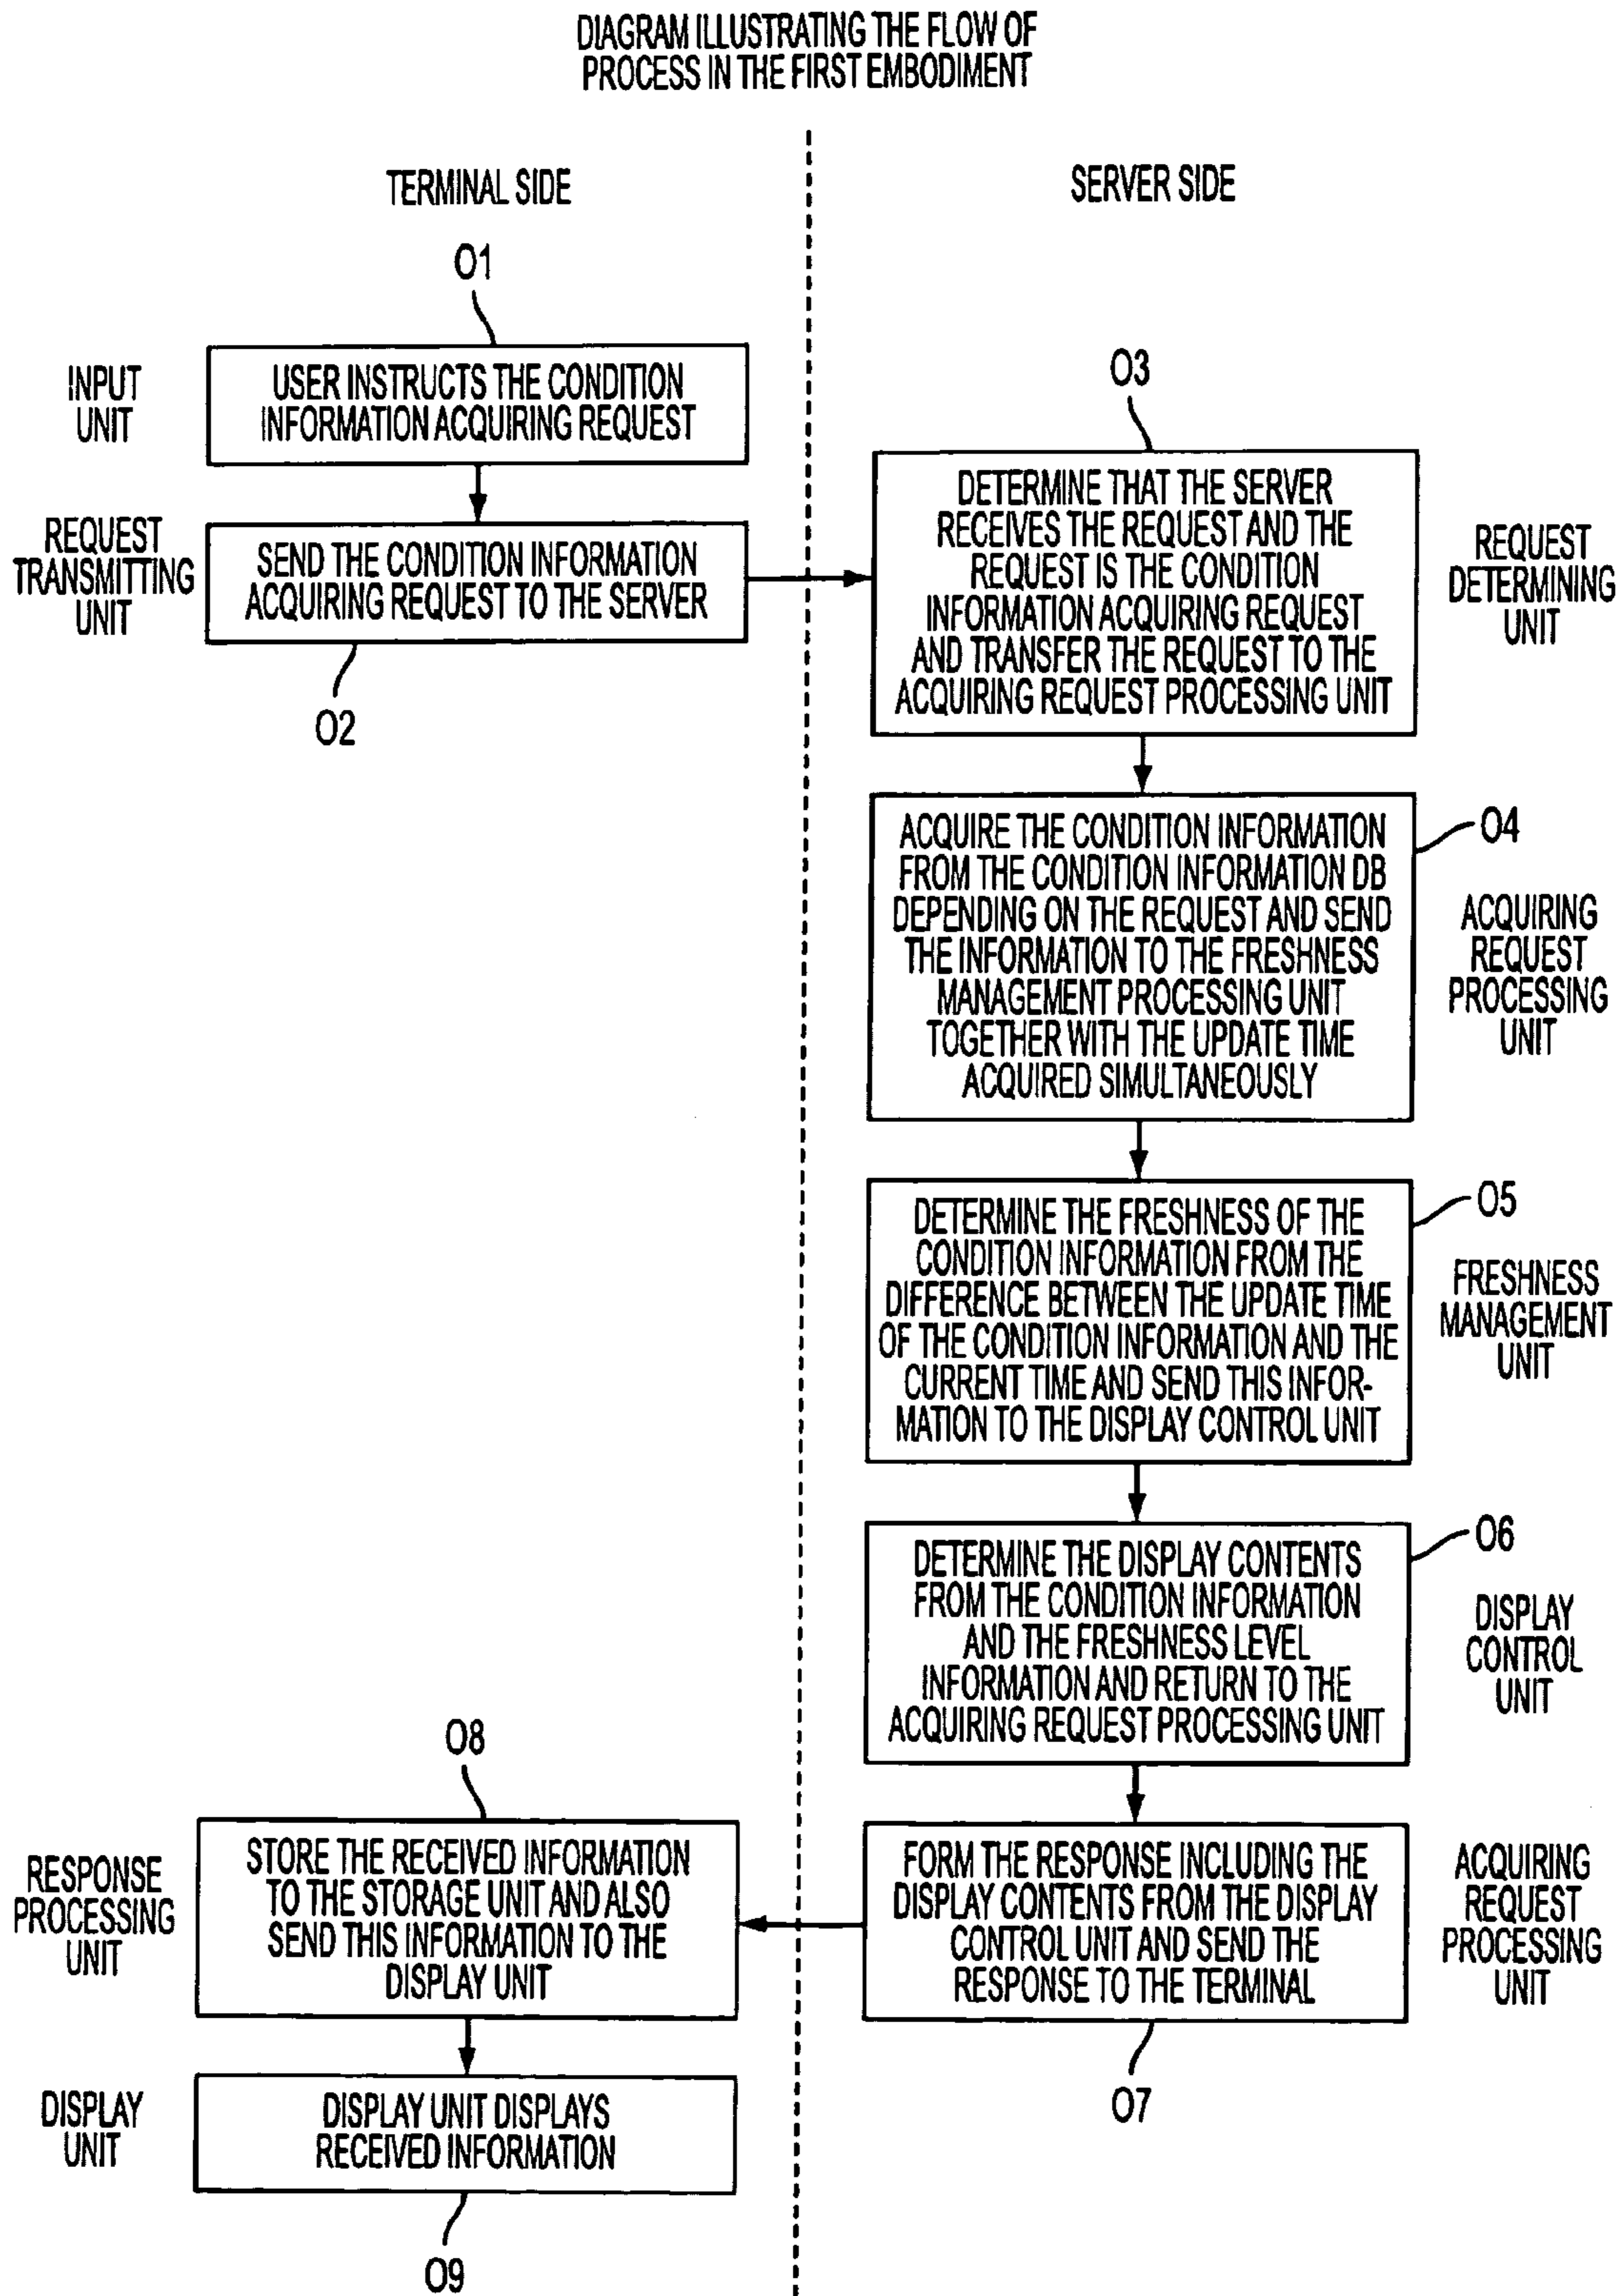 DIAGRAM ILLUSTRATING THE FLOW OF
PROCESS IN THE FIRST EMBODIMENT
TERMINAL SIDE
SERVER SIDE
O1
INPUT
UNIT
USER INSTRUCTS THE CONDITION
INFORMATION ACQUIRING REQUEST
REQUEST
TRANSMITTING
UNIT
SEND THE CONDITION INFORMATION
ACQUIRING REQUEST TO THE SERVER
O2
O3
DETERMINE THAT THE SERVER
RECEIVES THE REQUEST AND THE
REQUEST IS THE CONDITION
INFORMATION ACQUIRING REQUEST
AND TRANSFER THE REQUEST TO THE
ACQUIRING REQUEST PROCESSING UNIT
REQUEST
DETERMINING
UNIT
ACQUIRE THE CONDITION INFORMATION
FROM THE CONDITION INFORMATION DB
DEPENDING ON THE REQUEST AND SEND
THE INFORMATION TO THE FRESHNESS
MANAGEMENT PROCESSING UNIT
TOGETHER WITH THE UPDATE TIME
ACQUIRED SIMULTANEOUSLY
O4
ACQUIRING
REQUEST
PROCESSING
UNIT
DETERMINE THE FRESHNESS OF THE
CONDITION INFORMATION FROM THE
DIFFERENCE BETWEEN THE UPDATE TIME
OF THE CONDITION INFORMATION AND THE
CURRENT TIME AND SEND THIS INFOR-
MATION TO THE DISPLAY CONTROL UNIT
O5
FRESHNESS
MANAGEMENT
UNIT
DETERMINE THE DISPLAY CONTENTS
FROM THE CONDITION INFORMATION
AND THE FRESHNESS LEVEL
INFORMATION AND RETURN TO THE
ACQUIRING REQUEST PROCESSING UNIT
O6
DISPLAY
CONTROL
UNIT
FORM THE RESPONSE INCLUDING THE
DISPLAY CONTENTS FROM THE DISPLAY
CONTROL UNIT AND SEND THE
RESPONSE TO THE TERMINAL
ACQUIRING
REQUEST
PROCESSING
UNIT
O7
O8
RESPONSE
PROCESSING
UNIT
STORE THE RECEIVED INFORMATION
TO THE STORAGE UNIT AND ALSO
SEND THIS INFORMATION TO THE
DISPLAY UNIT
DISPLAY
UNIT
DISPLAY UNIT DISPLAYS
RECEIVED INFORMATION
O9